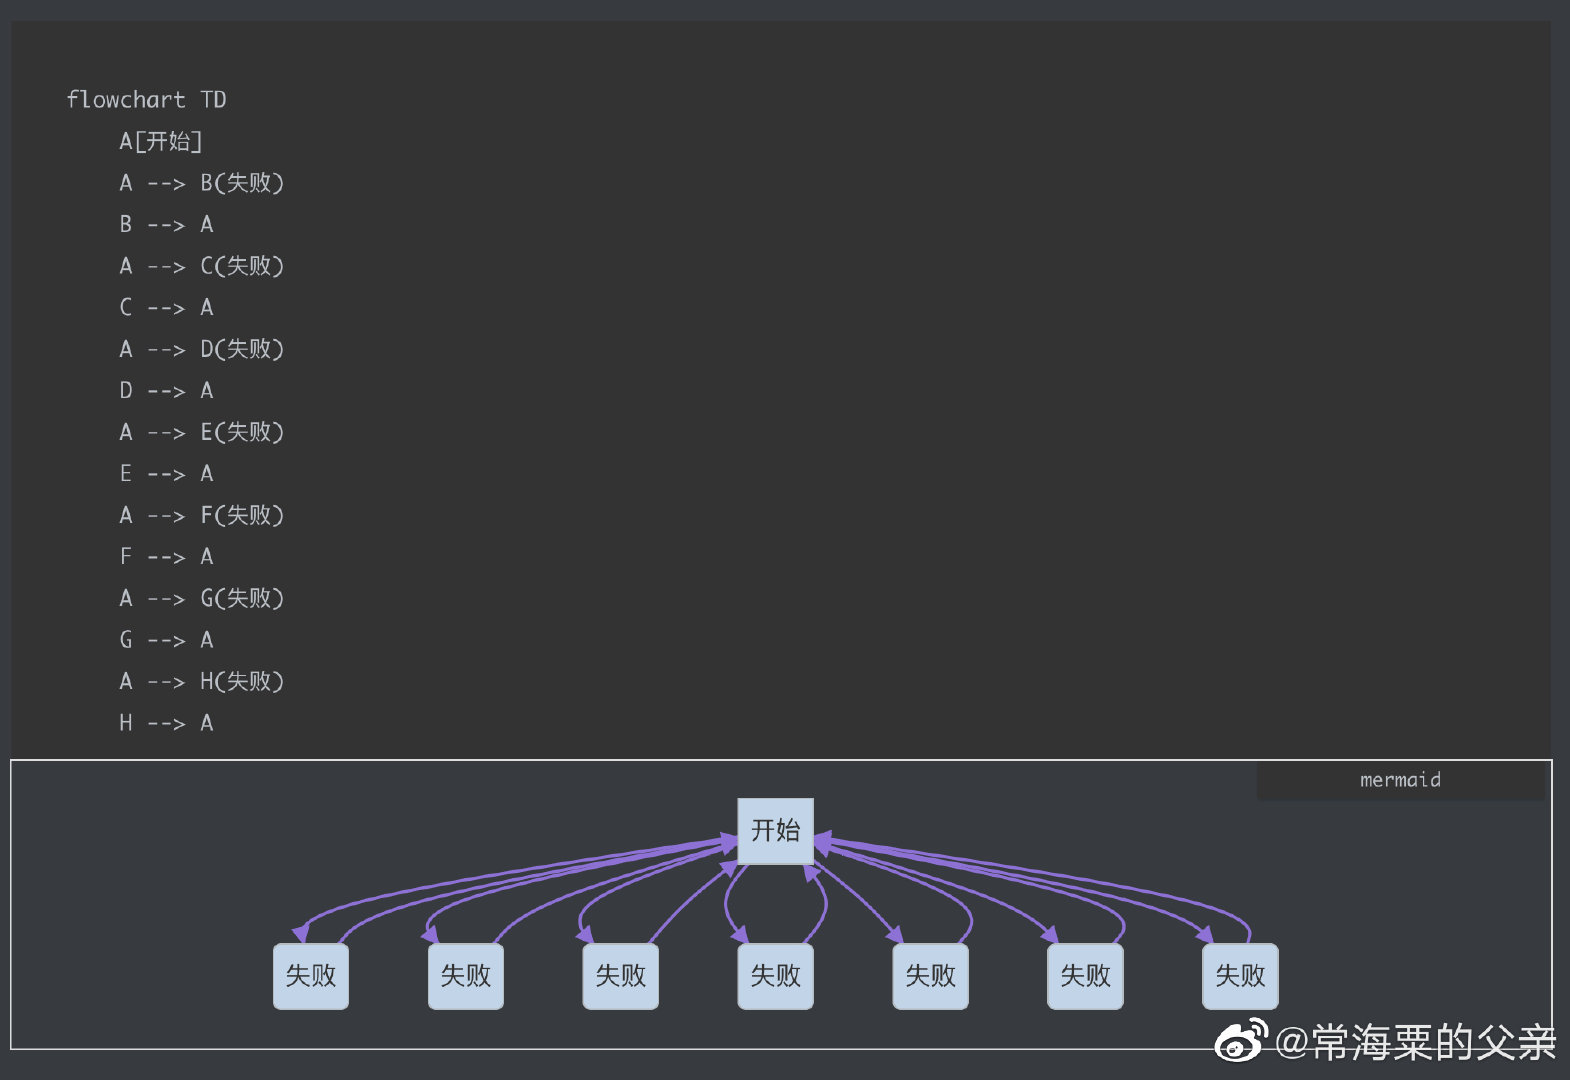 flowchart TD
A[开始]
A --> B(失败)
B --> A
A --> C(失败)
C --> A
A --> D(失败)
D --> A
A --> E(失败)
E --> A
A --> F(失败)
F --> A
A --> G(失败)
G --> A
A --> H(失败)
H --> A
mermaid
开始
失败 失败 失败 失败 失败 失败 失败
@常海粟的父亲